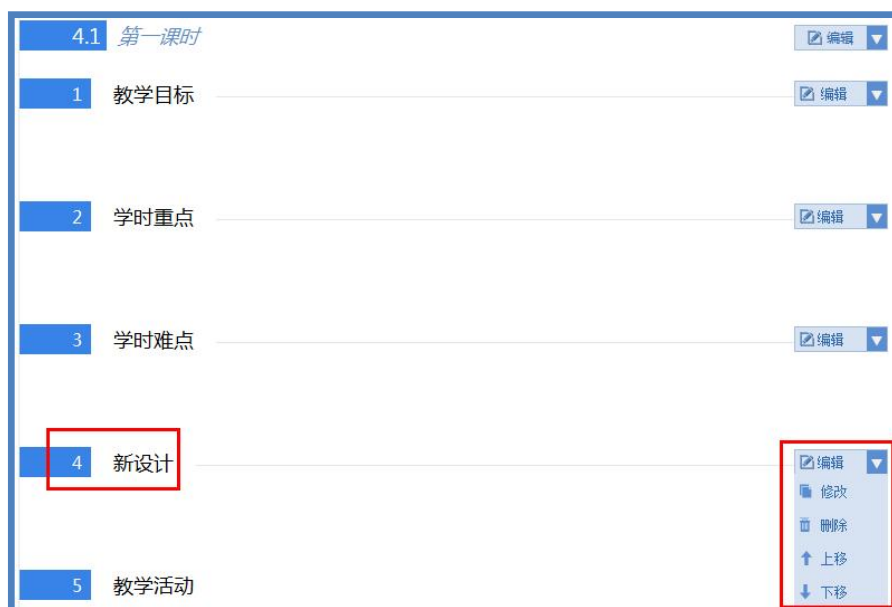 4.1 第一课时 编辑
1 教学目标 编辑
2 学时重点 编辑
3 学时难点 编辑
4 新设计 编辑
修改
删除
上移
5 教学活动 下移